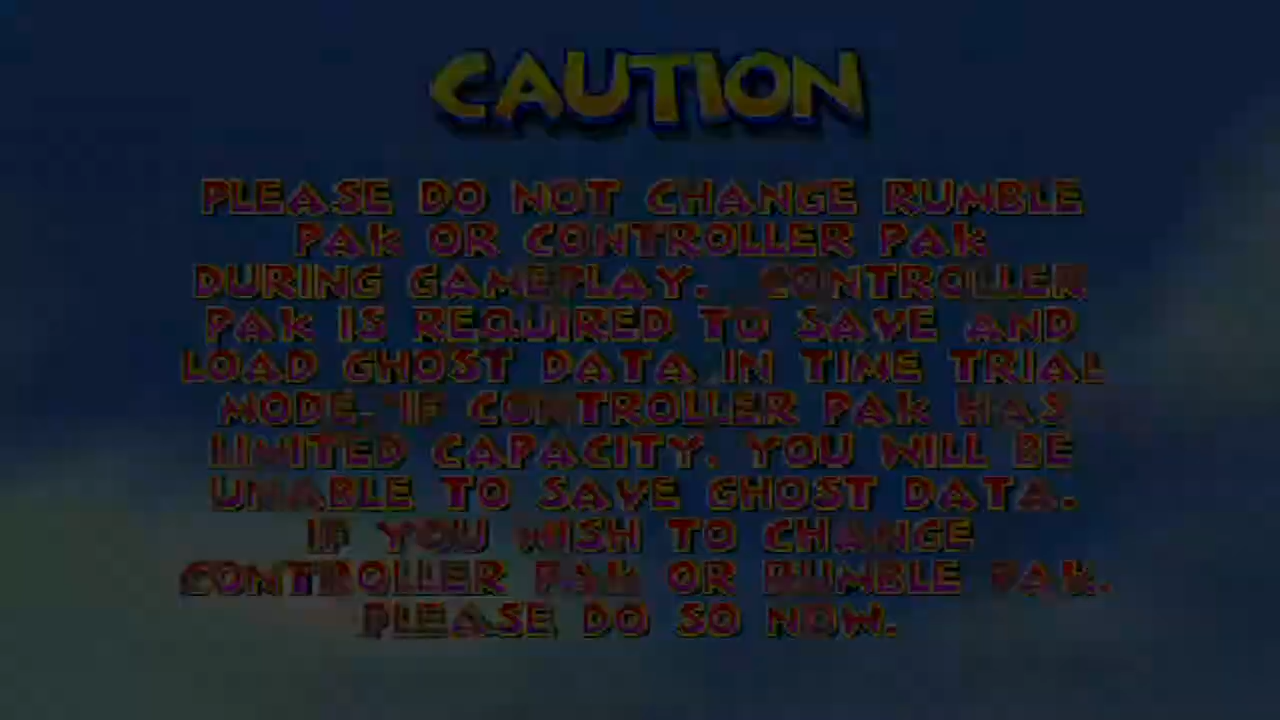 CAUTION
PLEASE DO NOT CHANGE RUMBLE
PAK OR CONTROLLER PAK
DURING GAMEPLAY. CONTROLLER
PAK IS REQUIRED TO SAVE AND
LOAD GHOST DATA IN TIME TRIAL
MODE. IF CONTROLLER PAK HAS
LIMITED CAPACITY. YOU WILL BE
UNABLE TO SAVE GHOST DATA.
IF YOU WISH TO CHANGE
CONTROLLER PAK OR RUMBLE PAK.
PLEASE DO SO NOW.